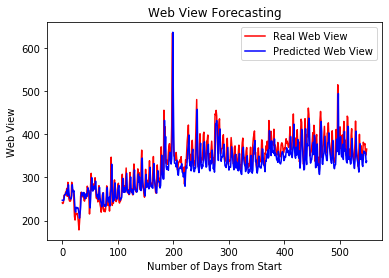 Web View Forecasting
Real Web View
Predicted Web View
Web View
600
500
400
300
200
0
100
200
300
400
500
Number of Days from Start